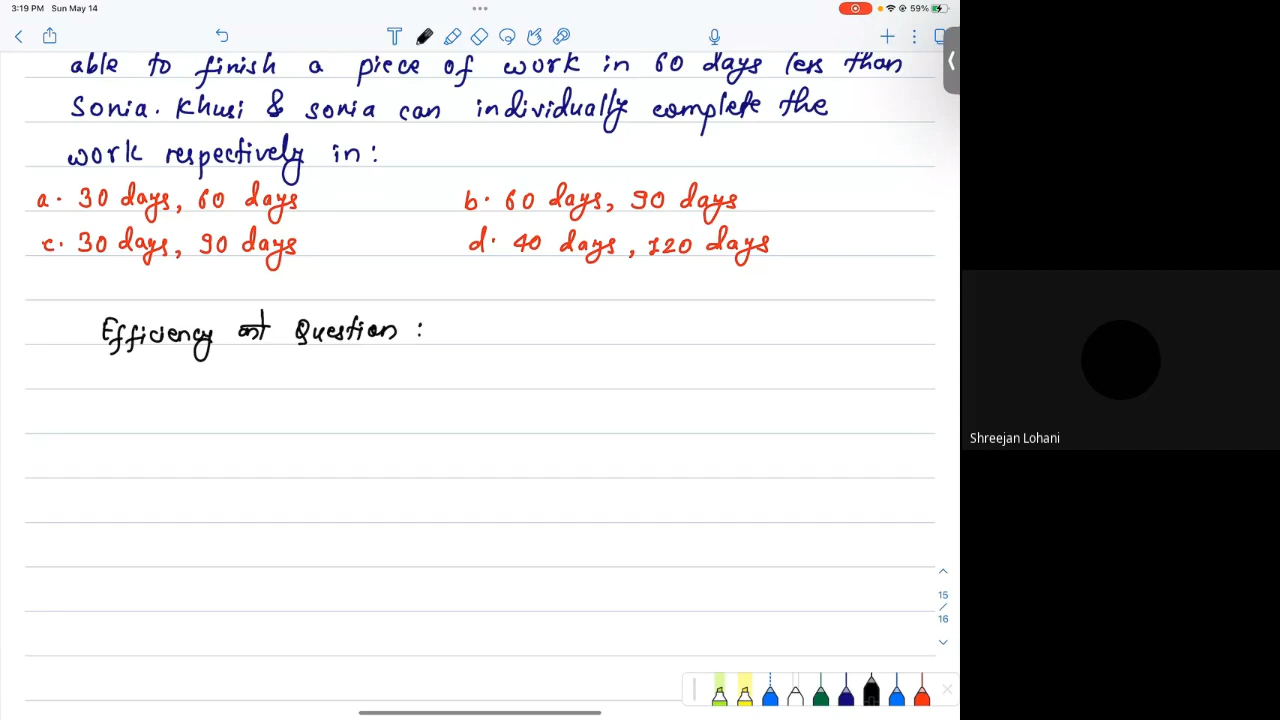 3:19 PM Sun May 14
59%
able to finish a piece of work in 60 days less than
Sonia. Khusi & sonia can individually complete the
work respectively in:
a. 30 days, 60 days
b. 60 days, 90 days
c. 30 days, 90 days
d. 40 days, 120 days
Efficiency Question:
Shreejan Lohani
15
/
16